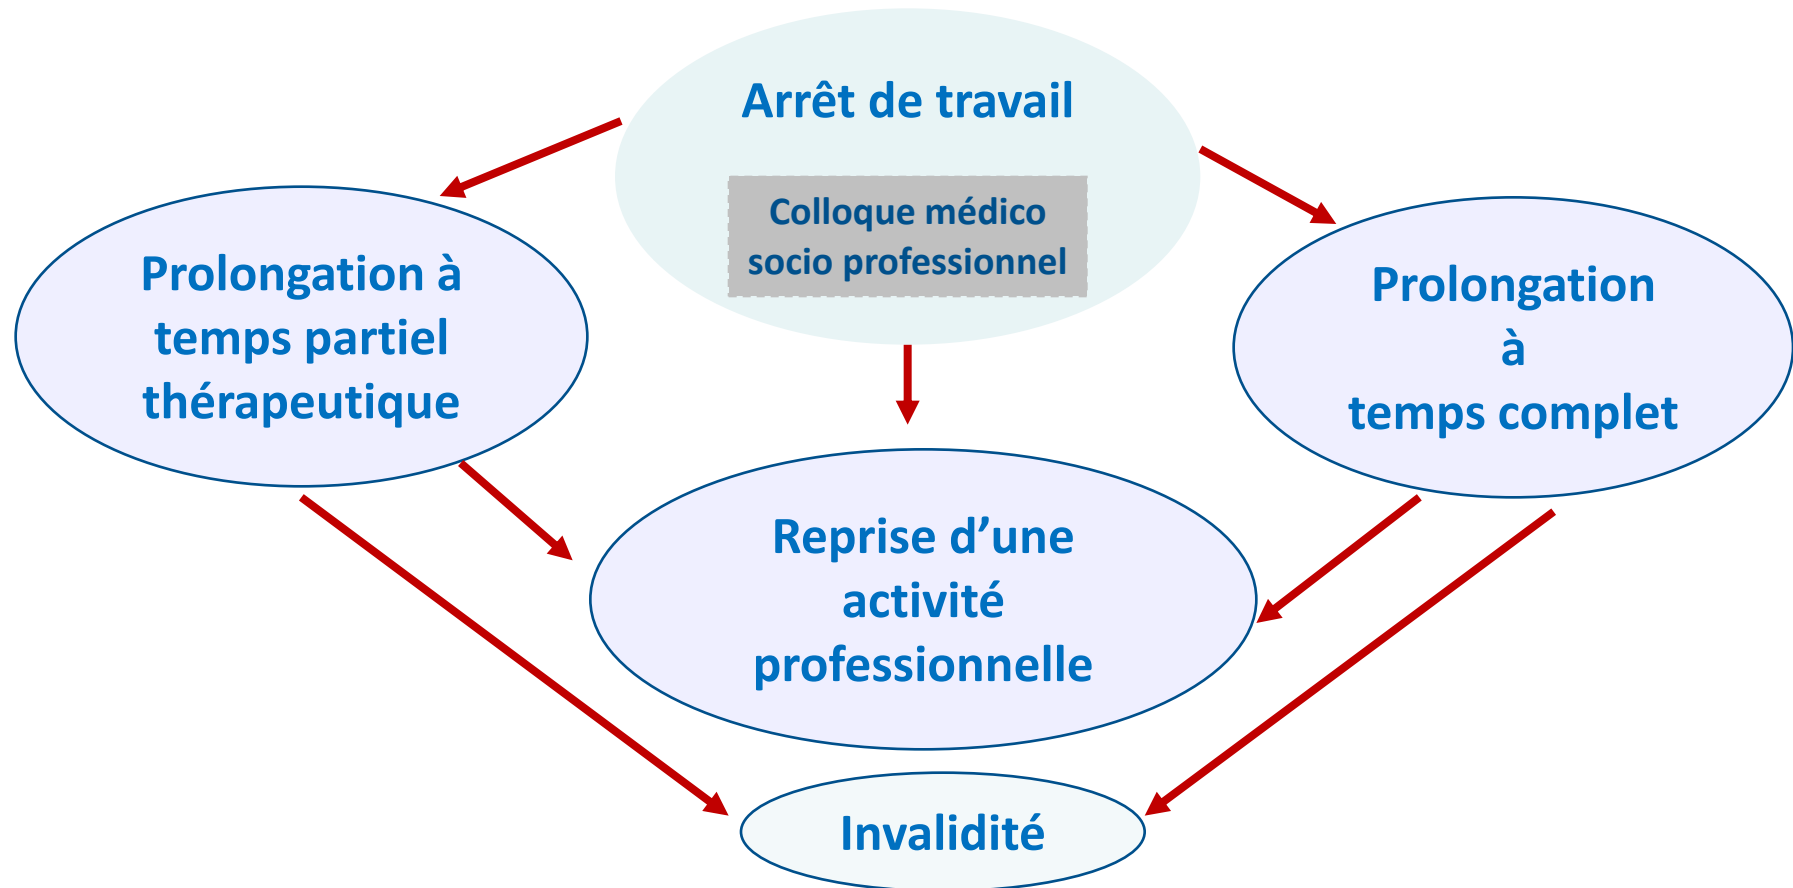 Arrêt de travail
Colloque médico
socio professionnel
Prolongation à
temps partiel
thérapeutique
Prolongation
à
temps complet
Reprise d’une
activité
professionnelle
Invalidité